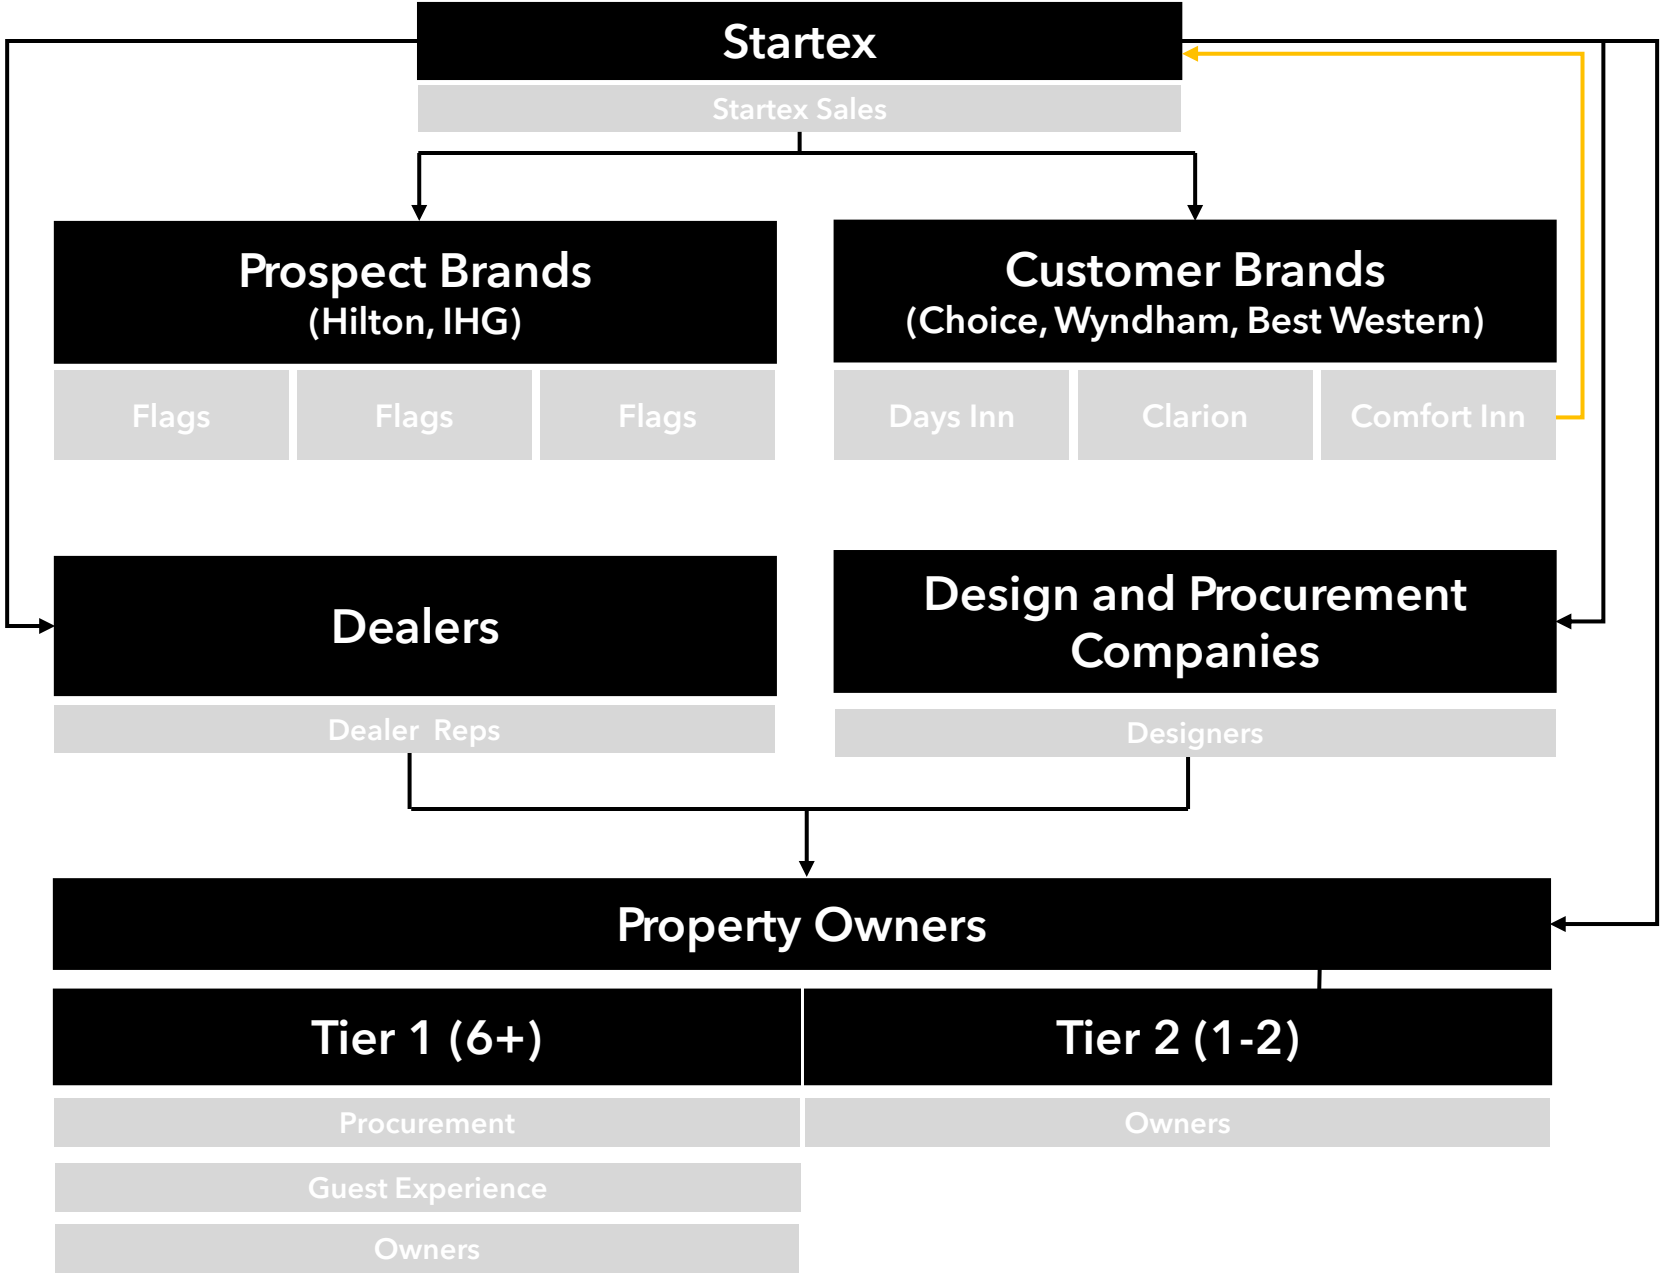 Startex
Startex Sales
Prospect Brands
(Hilton, IHG)
Customer Brands
(Choice, Wyndham, Best Western)
Flags
Flags
Flags
Days Inn
Clarion
Comfort Inn
Dealers
Design and Procurement
Companies
Dealer Reps
Designers
Property Owners
Tier 1 (6+)
Tier 2 (1-2)
Procurement
Owners
Guest Experience
Owners